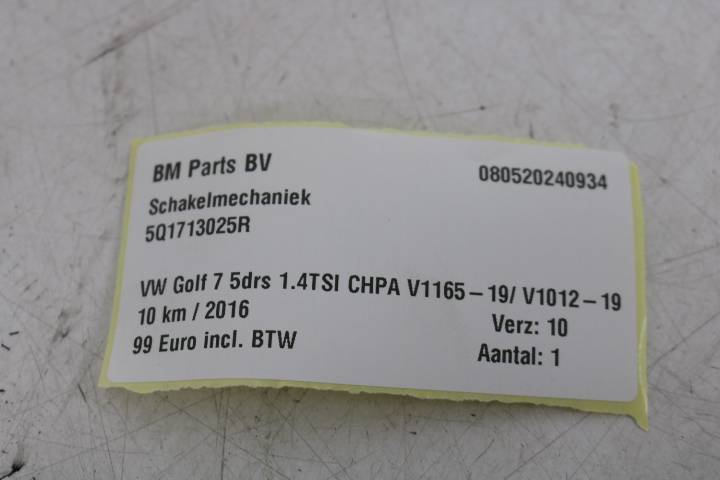 BM Parts BV
080520240934
Schakelmechaniek
5Q1713025R
VW Golf 7 5drs 1.4TSI CHPA V1165-19/ V1012-19
10 km / 2016
Verz: 10
99 Euro incl. BTW
Aantal: 1